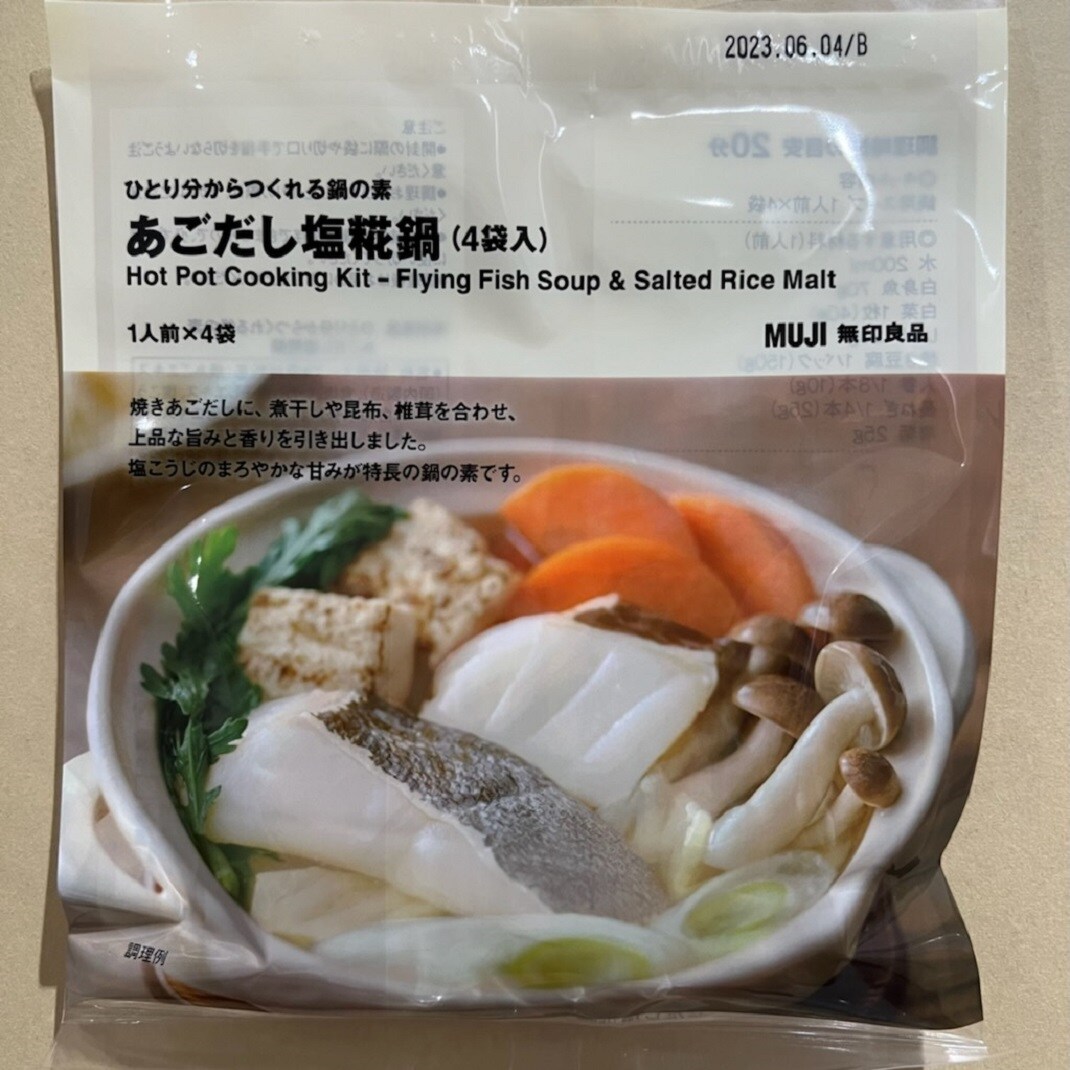 2023.06.04/B
ひとり分からつくれる鍋の素
あごだし塩糀鍋(4袋入)
Hot Pot Cooking Kit - Flying Fish Soup & Salted Rice Malt
1人前×4袋
MUJI 無印良品
焼きあごだしに、煮干しや昆布、椎茸を合わせ、
上品な旨みと香りを引き出しました。
塩こうじのまろやかな甘みが特長の鍋の素です。
調理例